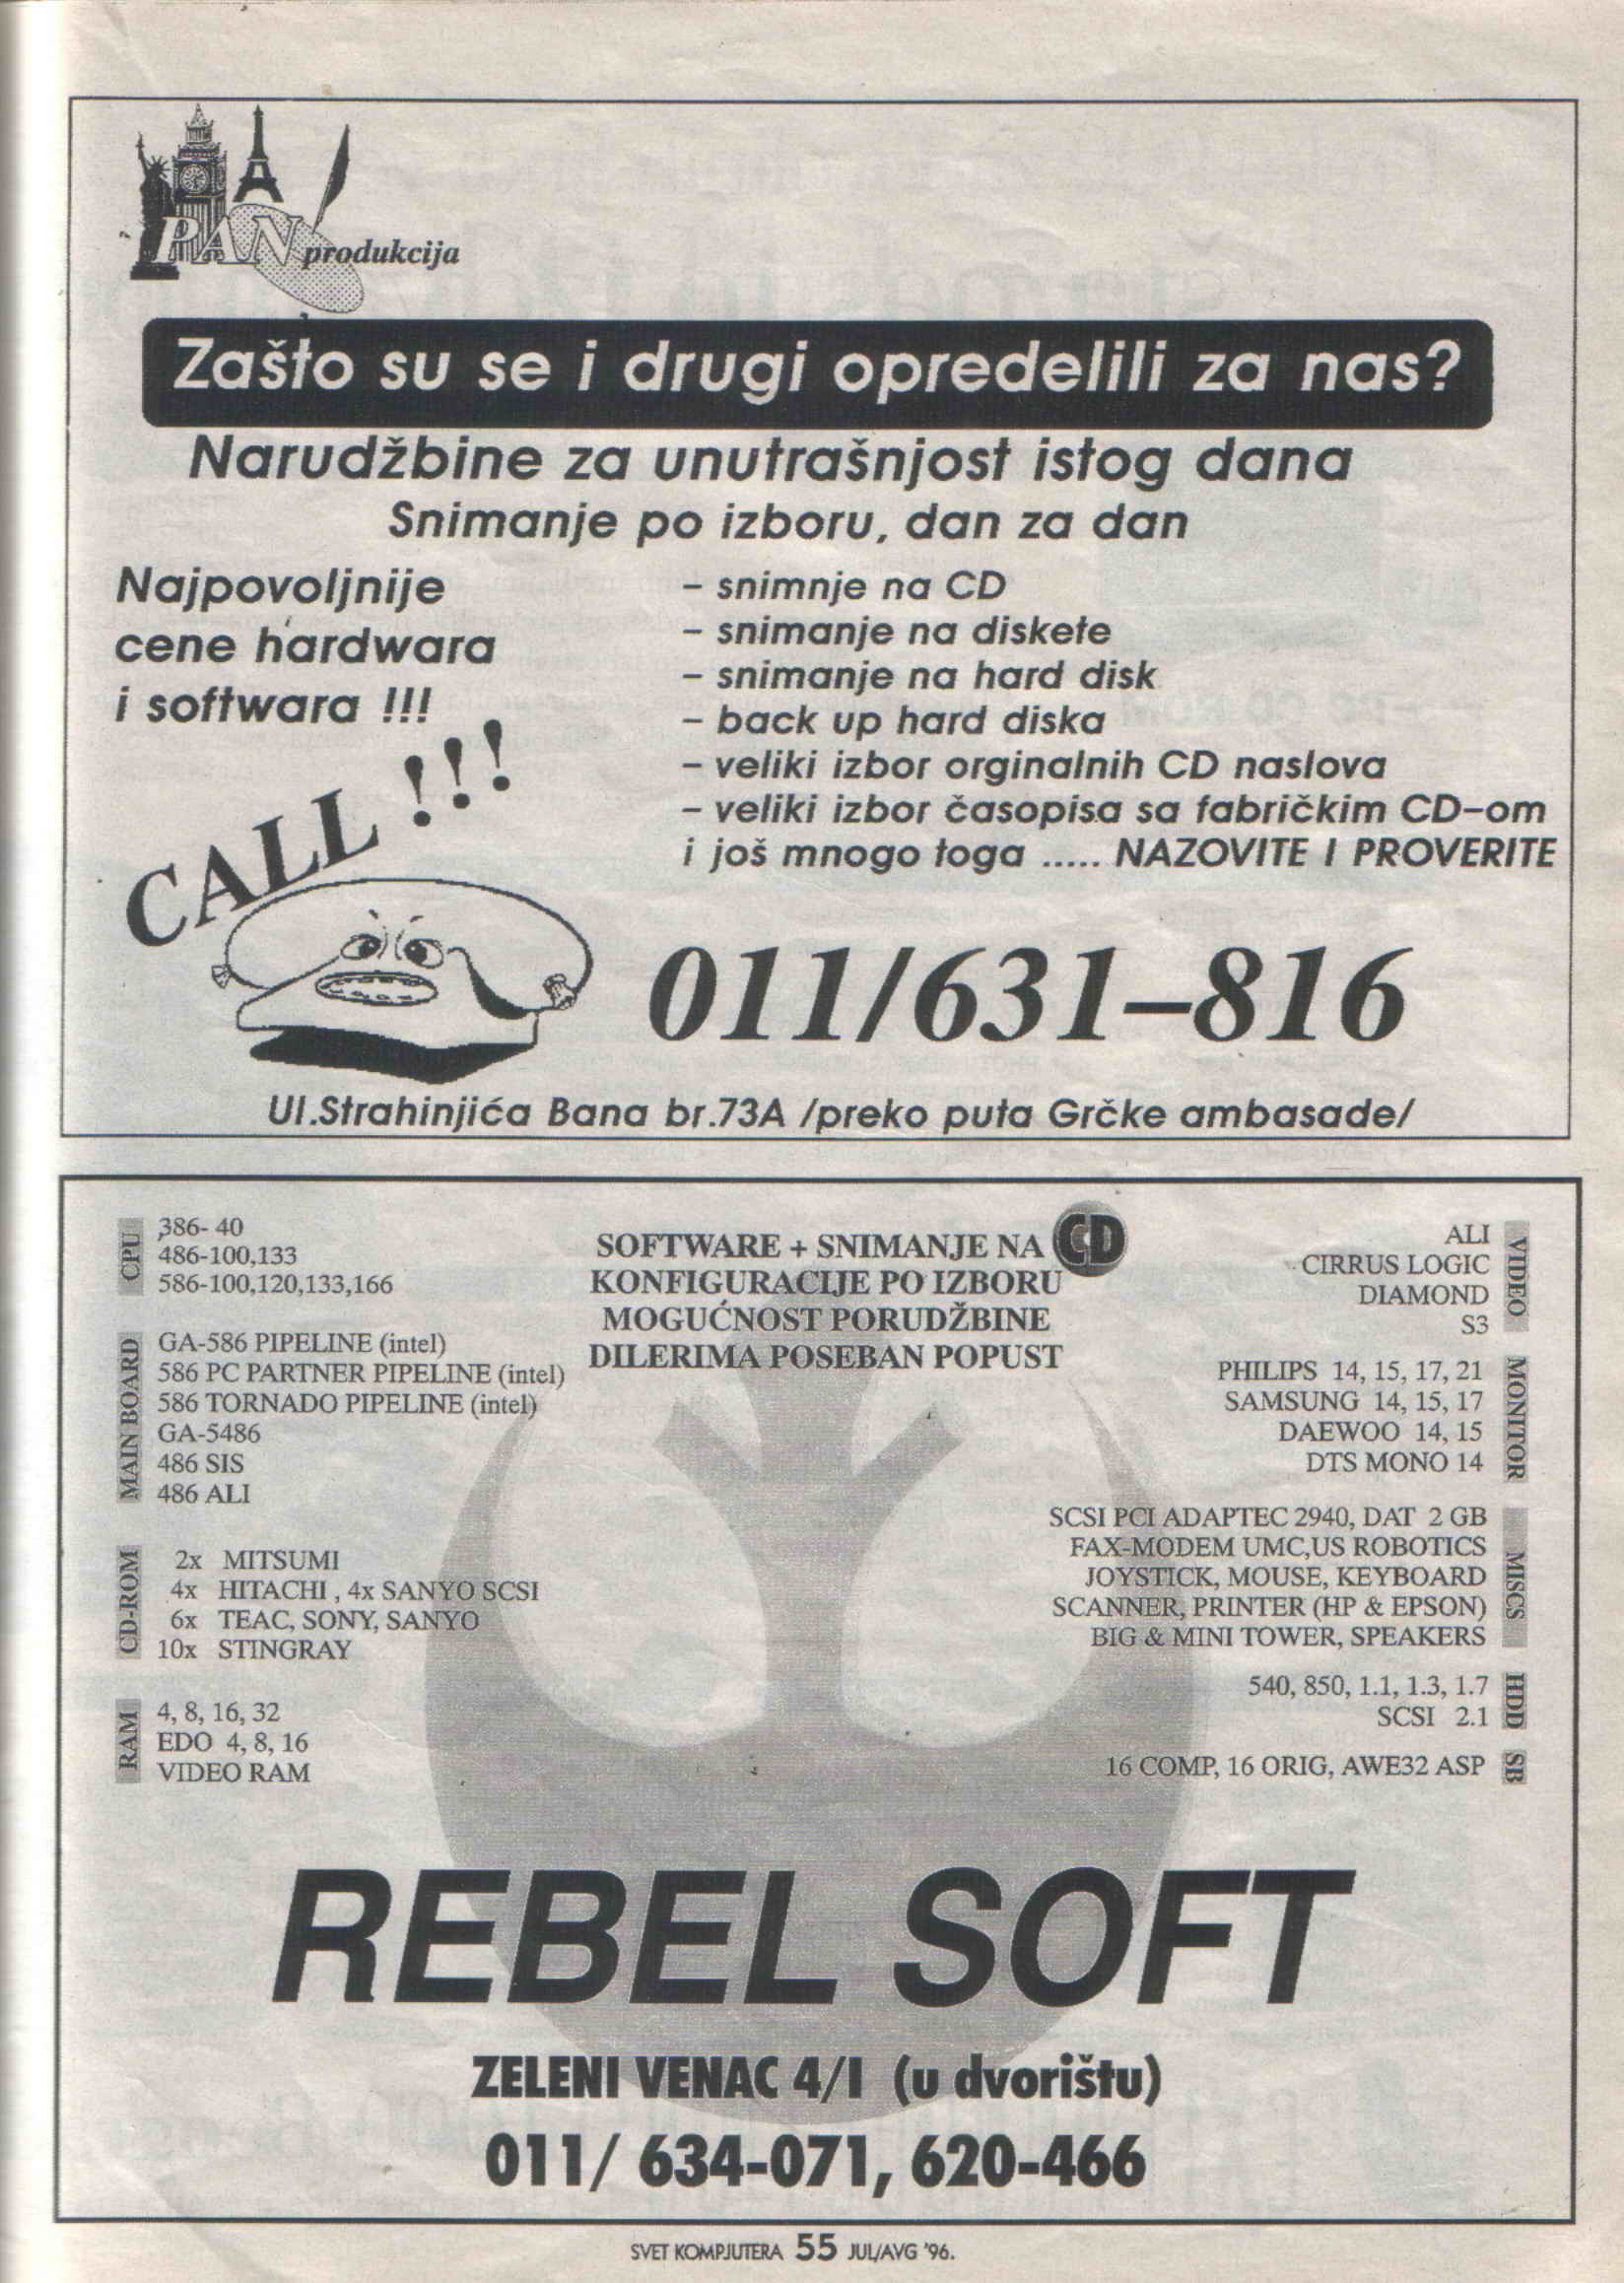 PAN produkcija
Zašto su se i drugi opredelili za nas?
Narudžbine za unutrašnjost istog dana
Snimanje po izboru, dan za dan
Najpovoljnije
cene hardwara
i softwara !!!
- snimnje na CD
- snimanje na diskete
- snimanje na hard disk
- back up hard diska
- veliki izbor orginalnih CD naslova
- veliki izbor časopisa sa fabričkim CD-om
i još mnogo toga ..... NAZOVITE I PROVERITE
CALL !!!
011/631-816
Ul.Strahinjića Bana br.73A /preko puta Grčke ambasade/
CPU
386- 40
486-100,133
586-100,120,133,166
MAIN BOARD
GA-586 PIPELINE (intel)
586 PC PARTNER PIPELINE (intel)
586 TORNADO PIPELINE (intel)
GA-5486
486 SIS
486 ALI
CD-ROM
2x MITSUMI
4x HITACHI , 4x SANYO SCSI
6x TEAC, SONY, SANYO
10x STINGRAY
RAM
4, 8, 16, 32
EDO 4, 8, 16
VIDEO RAM
SOFTWARE + SNIMANJE NA CD
KONFIGURACIJE PO IZBORU
MOGUĆNOST PORUDŽBINE
DILERIMA POSEBAN POPUST
VIDEO
ALI
CIRRUS LOGIC
DIAMOND
S3
MONITOR
PHILIPS 14, 15, 17, 21
SAMSUNG 14, 15, 17
DAEWOO 14, 15
DTS MONO 14
MISCS
SCSI PCI ADAPTEC 2940, DAT 2 GB
FAX-MODEM UMC,US ROBOTICS
JOYSTICK, MOUSE, KEYBOARD
SCANNER, PRINTER (HP & EPSON)
BIG & MINI TOWER, SPEAKERS
HDD
540, 850, 1.1, 1.3, 1.7
SCSI 2.1
SB
16 COMP, 16 ORIG, AWE32 ASP
REBEL SOFT
ZELENI VENAC 4/I (u dvorištu)
011/ 634-071, 620-466
SVET KOMPJUTERA 55 JUL/AVG '96.